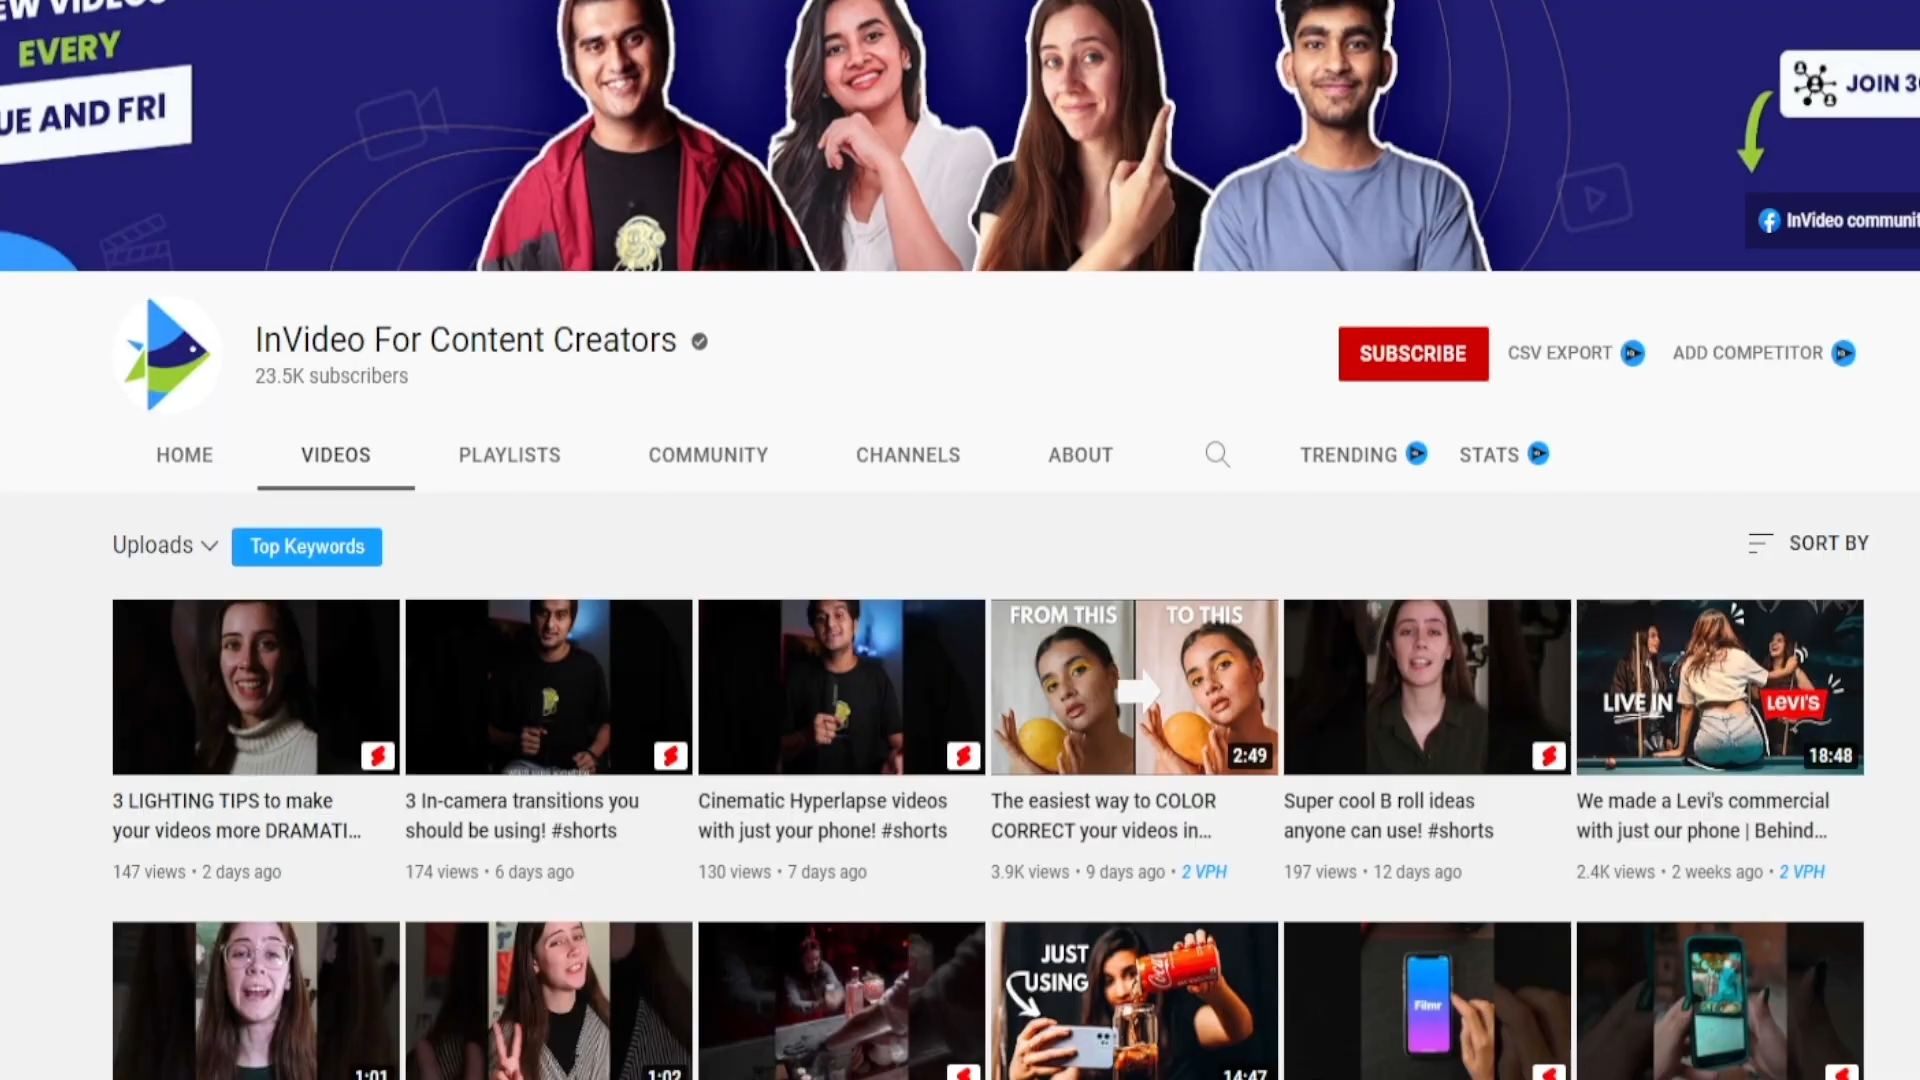 EW VIDEOS
EVERY
UE AND FRI
JOIN 30
InVideo communit
InVideo For Content Creators
23.5K subscribers
SUBSCRIBE
CSV EXPORT
ADD COMPETITOR
HOME
VIDEOS
PLAYLISTS
COMMUNITY
CHANNELS
ABOUT
TRENDING
STATS
Uploads
Top Keywords
SORT BY
FROM THIS
TO THIS
2:49
LIVE IN
LEVI'S
18:48
3 LIGHTING TIPS to make
your videos more DRAMATI...
147 views • 2 days ago
3 In-camera transitions you
should be using! #shorts
174 views • 6 days ago
Cinematic Hyperlapse videos
with just your phone! #shorts
130 views • 7 days ago
The easiest way to COLOR
CORRECT your videos in...
3.9K views • 9 days ago • 2 VPH
Super cool B roll ideas
anyone can use! #shorts
197 views • 12 days ago
We made a Levi's commercial
with just our phone | Behind...
2.4K views • 2 weeks ago • 2 VPH
1:01
1:02
JUST
USING
14:47
Filmr